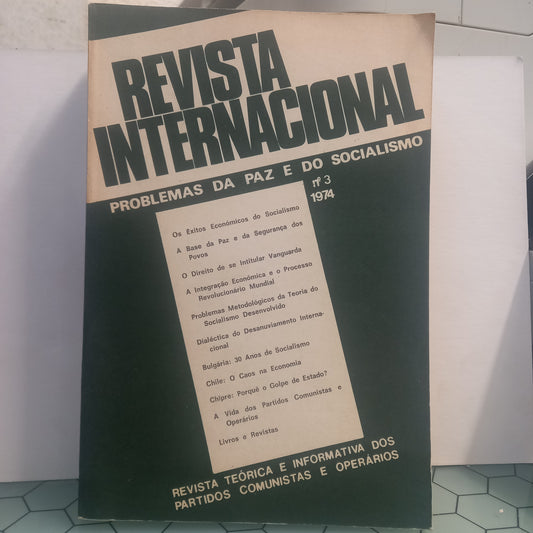 REVISTA
INTERNACIONAL
PROBLEMAS DA PAZ E DO SOCIALISMO
nº 3
1974
Os Êxitos Económicos do Socialismo
A Base da Paz e da Segurança dos
Povos
O Direito de se Intitular Vanguarda
A Integração Económica e o Processo
Revolucionário Mundial
Problemas Metodológicos da Teoria do
Socialismo Desenvolvido
Dialéctica do Desanuviamento Interna-
cional
Bulgária: 30 Anos de Socialismo
Chile: O Caos na Economia
Chipre: Porquê o Golpe de Estado?
A Vida dos Partidos Comunistas e
Operários
Livros e Revistas
REVISTA TEÓRICA E INFORMATIVA DOS
PARTIDOS COMUNISTAS E OPERÁRIOS